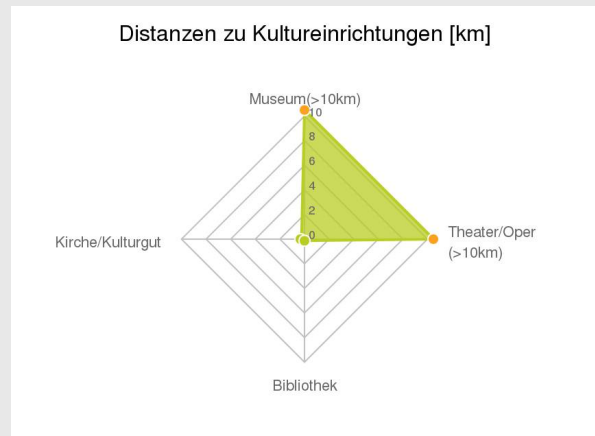 Distanzen zu Kultureinrichtungen [km]
Museum(>10km)
10
8
6
4
2
0
Theater/Oper
(>10km)
Kirche/Kulturgut
Bibliothek